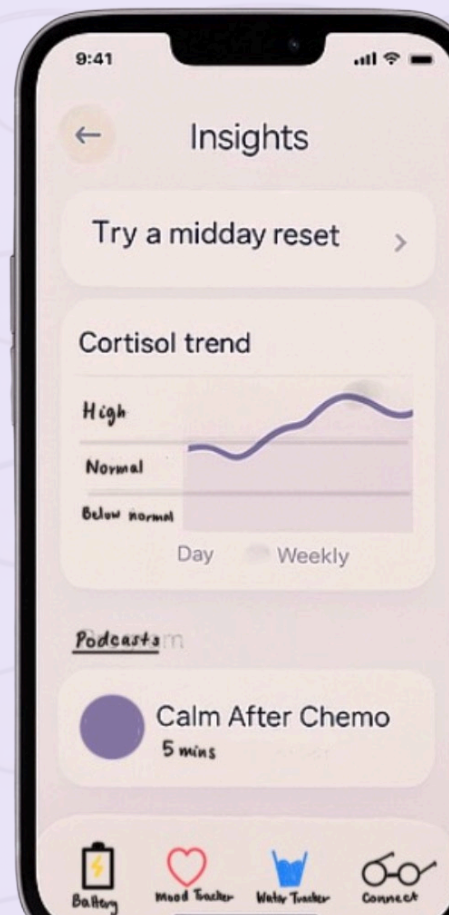 9:41
Insights
Try a midday reset
Cortisol trend
High
Normal
Below normal
Day Weekly
Podcasts
Calm After Chemo
5 mins
Battery Mood Tracker Water Tracker Connect